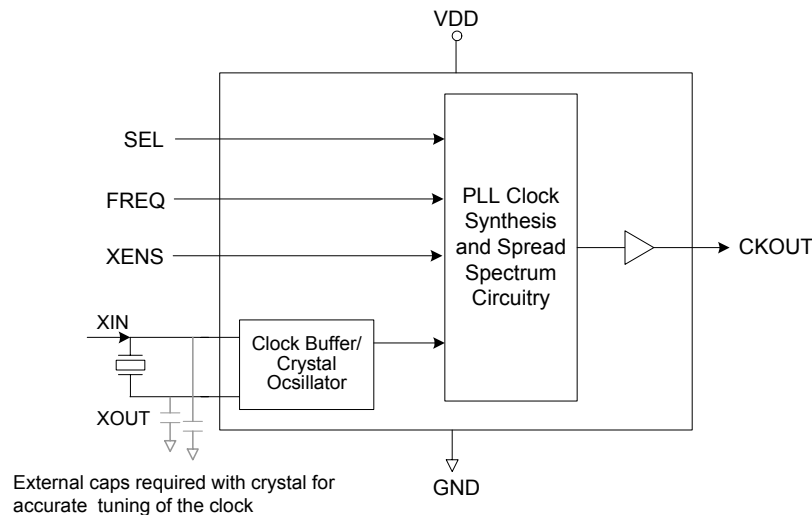 VDD
SEL
FREQ
XENS
PLL Clock
Synthesis
and Spread
Spectrum
Circuitry
CKOUT
XIN
Clock Buffer/
Crystal
Ocsillator
XOUT
GND
External caps required with crystal for
accurate tuning of the clock